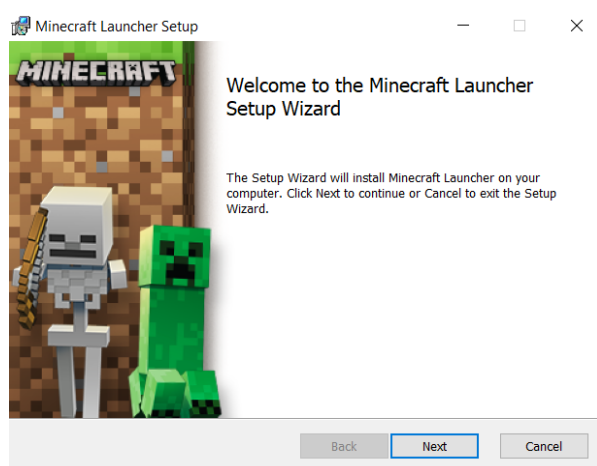 Minecraft Launcher Setup
MINECRAFT
Welcome to the Minecraft Launcher
Setup Wizard
The Setup Wizard will install Minecraft Launcher on your
computer. Click Next to continue or Cancel to exit the Setup
Wizard.
Back
Next
Cancel